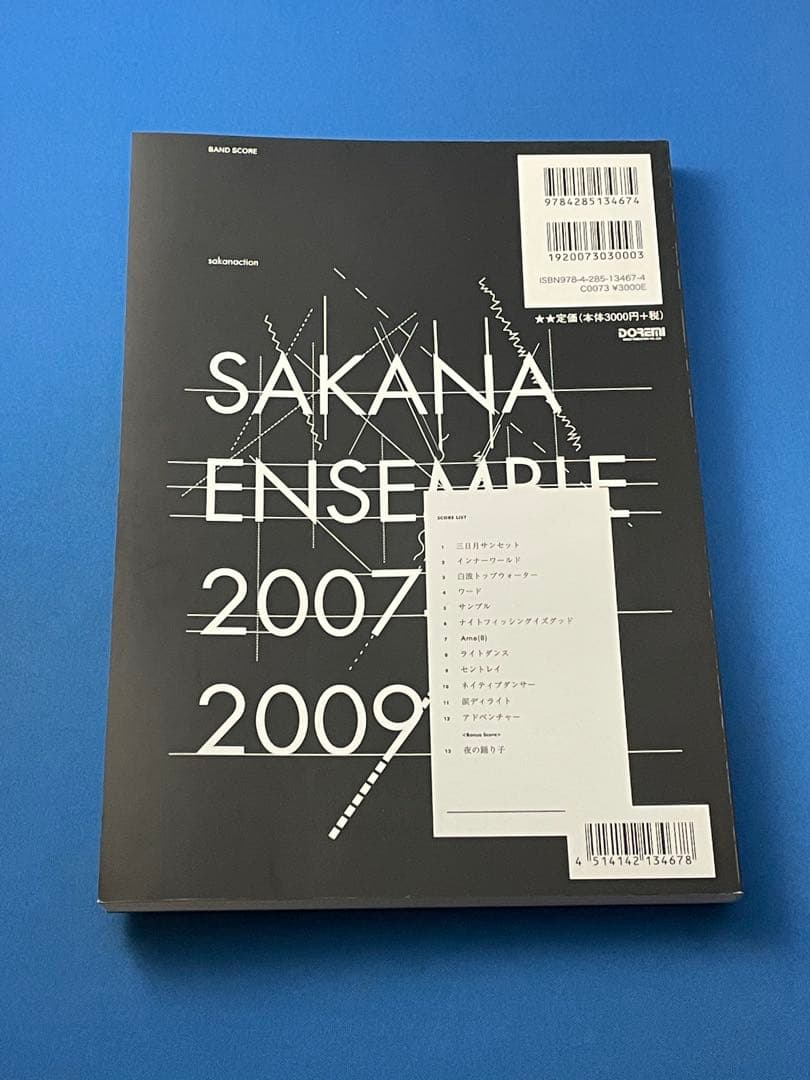 BAND SCORE
9784285134674
1920073030003
ISBN978-4-285-13467-4
C0073 ¥3000E
★★定価(本体3000円+税)
DOREMI
sakanaction
SAKANA
ENSEMBLE
2007
2009
SCORE LIST
1 三日月サンセット
2 インナーワールド
3 白波トップウォーター
4 ワード
5 サンプル
6 ナイトフィッシングイズグッド
7 Ame(B)
8 ライトダンス
9 セントレイ
10 ネイティブダンサー
11 涙ディライト
12 アドベンチャー
<Bonus Score>
13 夜の踊り子
4 514142 134678